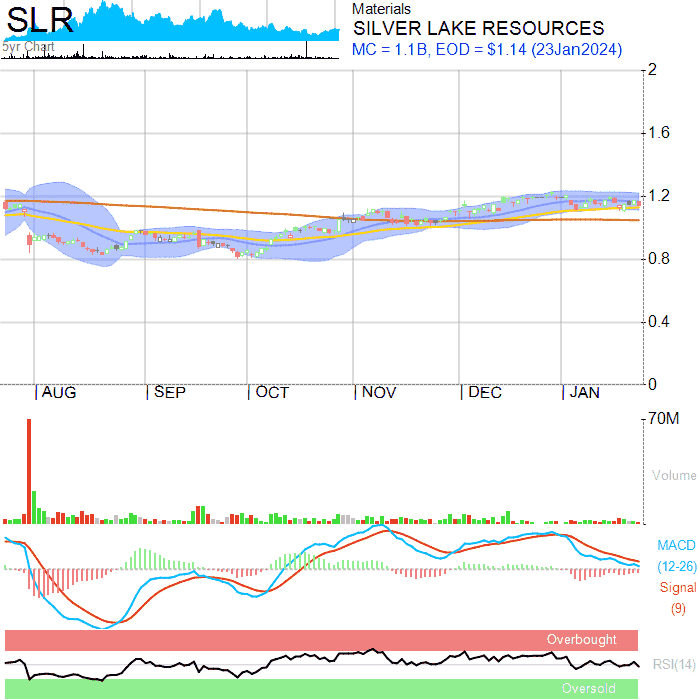 SLR
5yr Chart
Materials
SILVER LAKE RESOURCES
MC = 1.1B, EOD = $1.14 (23Jan2024)
2
1.6
1.2
0.8
0.4
0
AUG SEP OCT NOV DEC JAN
70M
Volume
MACD
(12-26)
Signal
(9)
Overbought
RSI(14)
Oversold